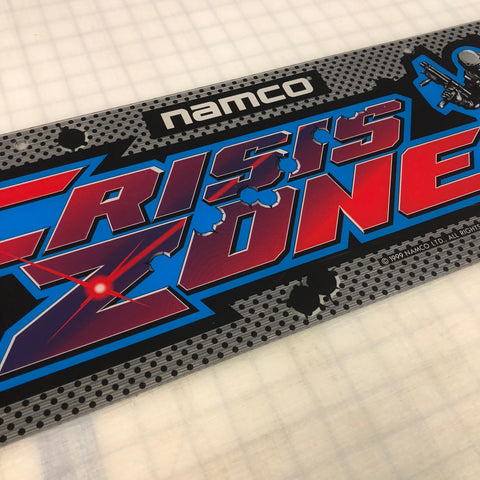 namco
CRISIS
ZONE
© 1999 NAMCO LTD., ALL RIGHTS